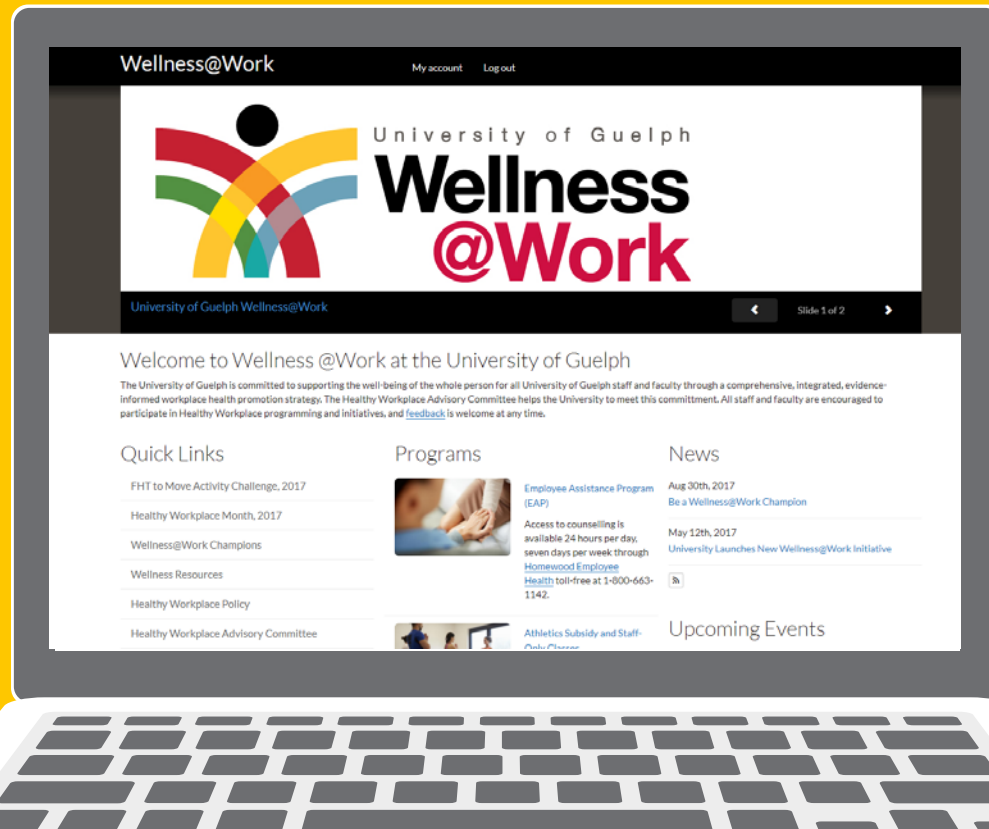 Wellness@Work
My account Log out
University of Guelph
Wellness
@Work
University of Guelph Wellness@Work
Slide 1 of 2
Welcome to Wellness @Work at the University of Guelph
The University of Guelph is committed to supporting the well-being of the whole person for all University of Guelph staff and faculty through a comprehensive, integrated, evidence-
informed workplace health promotion strategy. The Healthy Workplace Advisory Committee helps the University to meet this committment. All staff and faculty are encouraged to
participate in Healthy Workplace programming and initiatives, and feedback is welcome at any time.
Quick Links
FHT to Move Activity Challenge, 2017
Healthy Workplace Month, 2017
Wellness@Work Champions
Wellness Resources
Healthy Workplace Policy
Healthy Workplace Advisory Committee
Programs
Employee Assistance Program
(EAP)
Access to counselling is
available 24 hours per day,
seven days per week through
Homewood Employee
Health toll-free at 1-800-663-
1142.
Athletics Subsidy and Staff-
Only Classes
News
Aug 30th, 2017
Be a Wellness@Work Champion
May 12th, 2017
University Launches New Wellness@Work Initiative
Upcoming Events